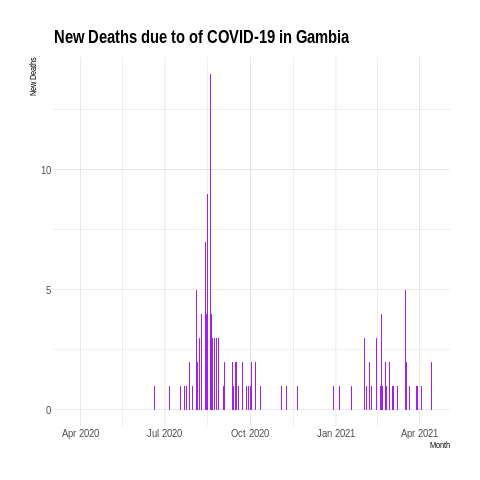 New Deaths due to of COVID-19 in Gambia
New Deaths
10
5
0
Apr 2020 Jul 2020 Oct 2020 Jan 2021 Apr 2021
Month